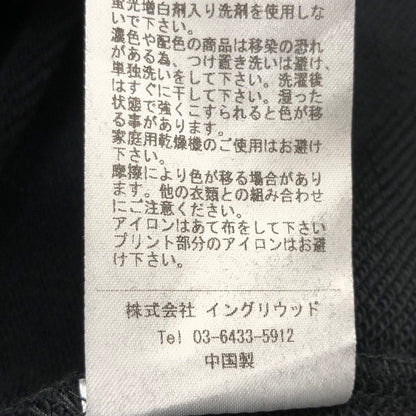 蛍光増白剤入り洗剤を使用しな
いで下さい。
濃色や配色の商品は移染の恐れ
がある為、つけ置き洗いは避け、
単独洗いをして下さい。洗濯後
はすぐに干して下さい。湿った
状態で強くこすられると色が移
る事があります。
家庭用乾燥機のご使用はお避け
下さい。
摩擦により色が移る場合があり
ます。他の衣類との組み合わせ
にご注意ください。
アイロンはあて布をして下さい
プリント部分のアイロンはお避
け下さい。
株式会社 イングリウッド
Tel 03-6433-5912
中国製